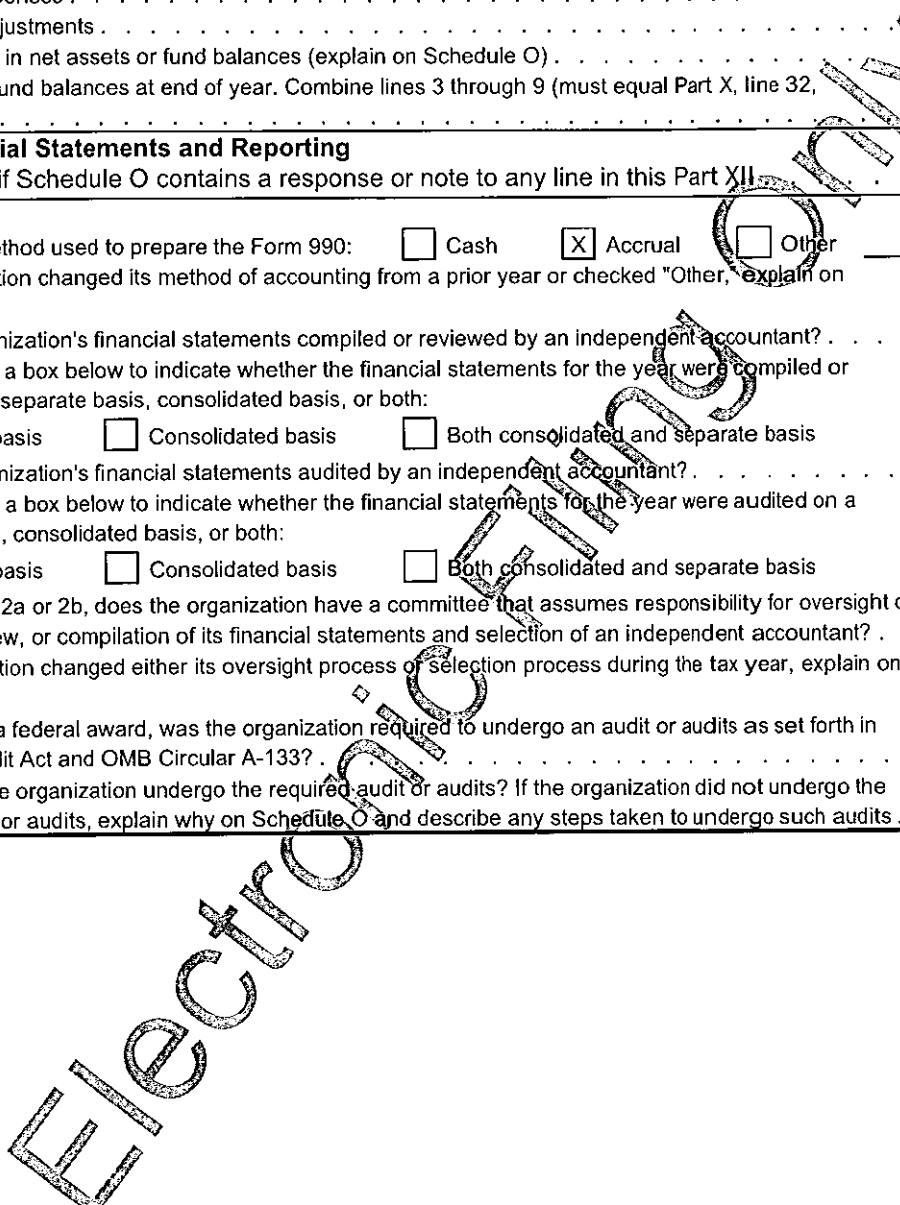 justments . . . . . . . . . . . . . . . . . . . . . . . . . . . . .
in net assets or fund balances (explain on Schedule O) . . . . . . . . . . . .
und balances at end of year. Combine lines 3 through 9 (must equal Part X, line 32,
. . . . . . . . . . . . . . . . . . . . . . . . . . . . . . . . .
ial Statements and Reporting
if Schedule O contains a response or note to any line in this Part XII . . . . .
ethod used to prepare the Form 990: Cash X Accrual Other
tion changed its method of accounting from a prior year or checked "Other," explain on
nization's financial statements compiled or reviewed by an independent accountant? . . .
a box below to indicate whether the financial statements for the year were compiled or
separate basis, consolidated basis, or both:
basis Consolidated basis Both consolidated and separate basis
nization's financial statements audited by an independent accountant? . . . . . . . . .
a box below to indicate whether the financial statements for the year were audited on a
, consolidated basis, or both:
basis Consolidated basis Both consolidated and separate basis
2a or 2b, does the organization have a committee that assumes responsibility for oversight
ew, or compilation of its financial statements and selection of an independent accountant? .
tion changed either its oversight process or selection process during the tax year, explain on
a federal award, was the organization required to undergo an audit or audits as set forth in
dit Act and OMB Circular A-133? . . . . . . . . . . . . . . . . . . . . .
e organization undergo the required audit or audits? If the organization did not undergo the
or audits, explain why on Schedule O and describe any steps taken to undergo such audits .
Electronic Filing Only